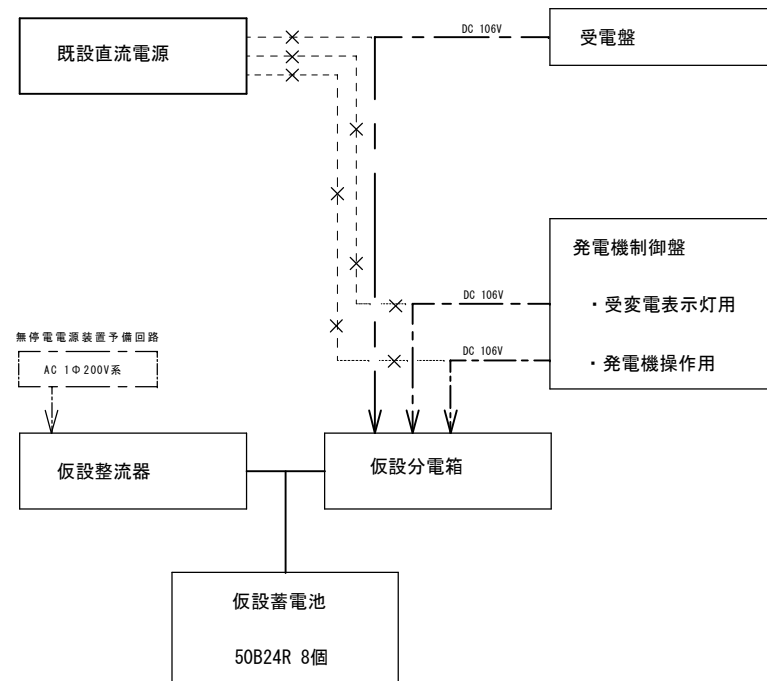 既設直流電源
DC 106V
受電盤
発電機制御盤
DC 106V
・受変電表示灯用
DC 106V
・発電機操作用
無停電電源装置予備回路
AC 1Φ200V系
仮設整流器
仮設分電箱
仮設蓄電池
50B24R 8個